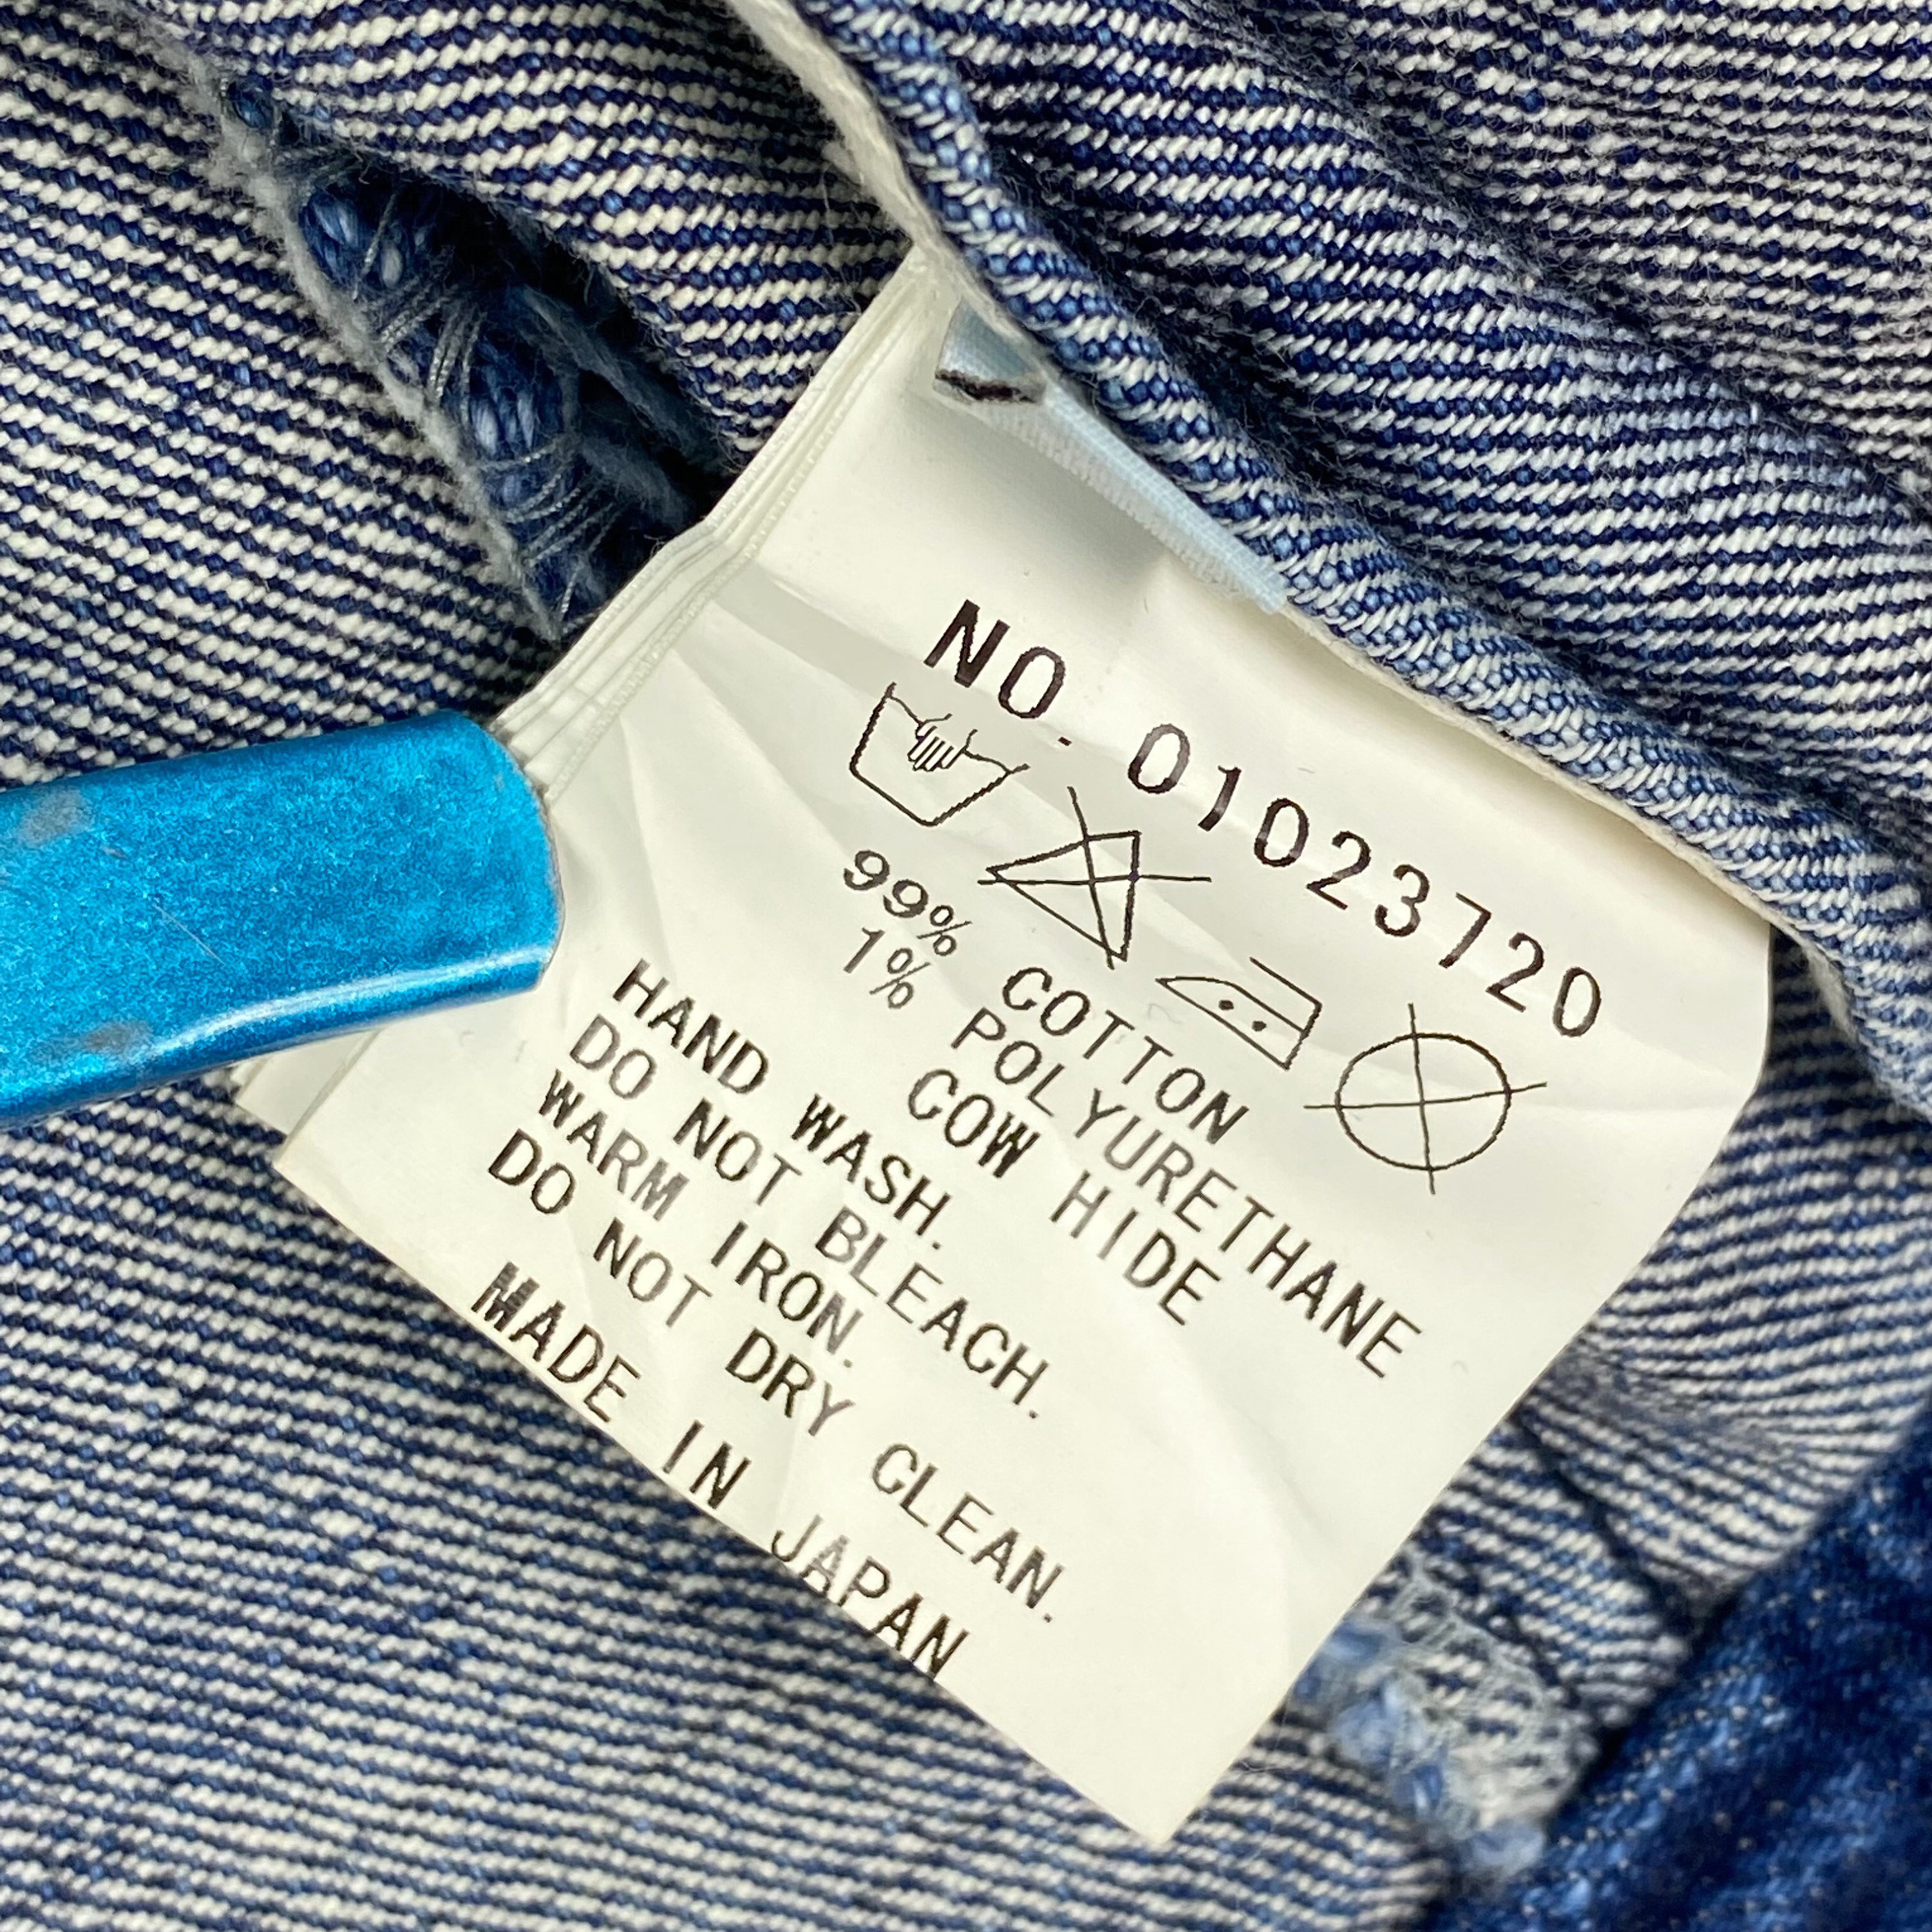 NO. 01023720
99% COTTON
1% POLYURETHANE
COW HIDE
HAND WASH.
DO NOT BLEACH.
WARM IRON.
DO NOT DRY CLEAN.
MADE IN JAPAN